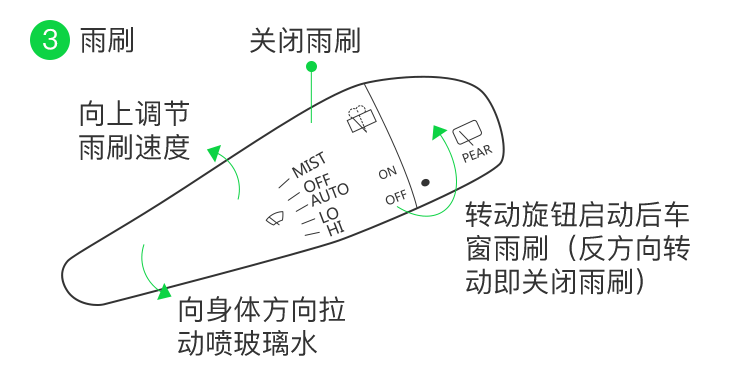 3 雨刷
关闭雨刷
向上调节
雨刷速度
MIST
OFF
AUTO
LO
HI
ON
OFF
PEAR
转动旋钮启动后车
窗雨刷（反方向转
动即关闭雨刷）
向身体方向拉
动喷玻璃水